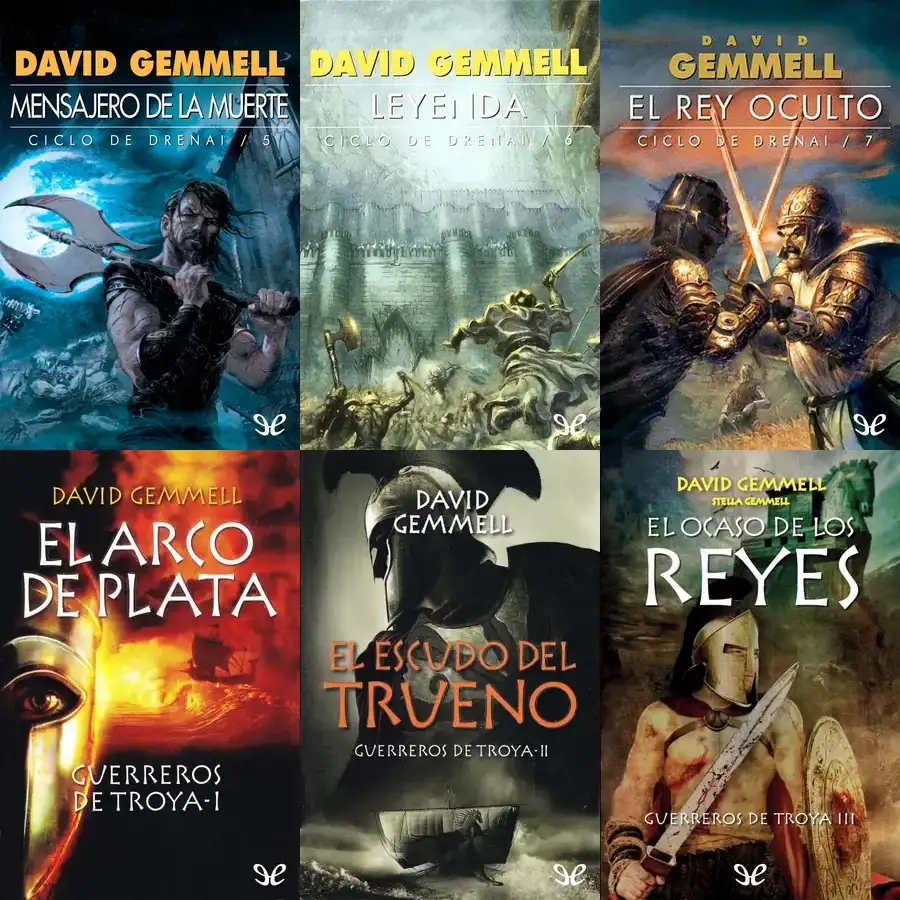 DAVID GEMMELL
MENSAJERO DE LA MUERTE
CICLO DE DRENAI / 5
DAVID GEMMELL
LEYENDA
CICLO DE DRENAI / 6
DAVID
GEMMELL
EL REY OCULTO
CICLO DE DRENAI / 7
DAVID GEMMELL
EL ARCO
DE PLATA
GUERREROS
DE TROYA-I
DAVID
GEMMELL
EL ESCUDO DEL
TRUENO
GUERREROS DE TROYA-II
DAVID GEMMELL
STELLA GEMMELL
EL OCASO DE LOS
REYES
GUERREROS DE TROYA III